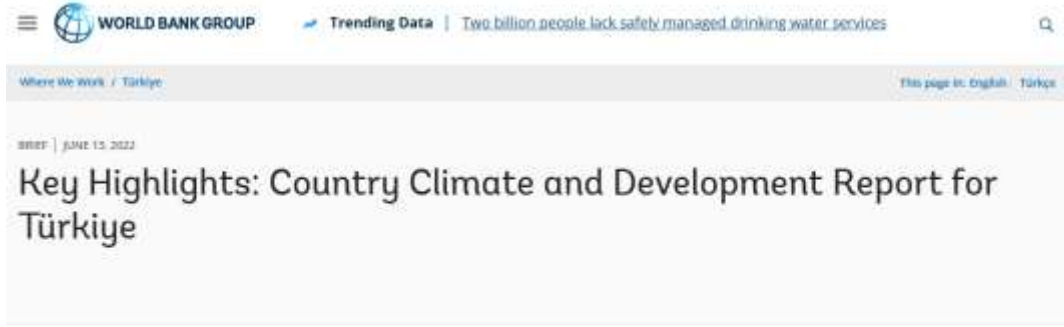 WORLD BANK GROUP Trending Data | Two billion people lack safely managed drinking water services
Where We Work / Türkiye This page in: English Türkçe
BRIEF | JUNE 13, 2022
Key Highlights: Country Climate and Development Report for
Türkiye